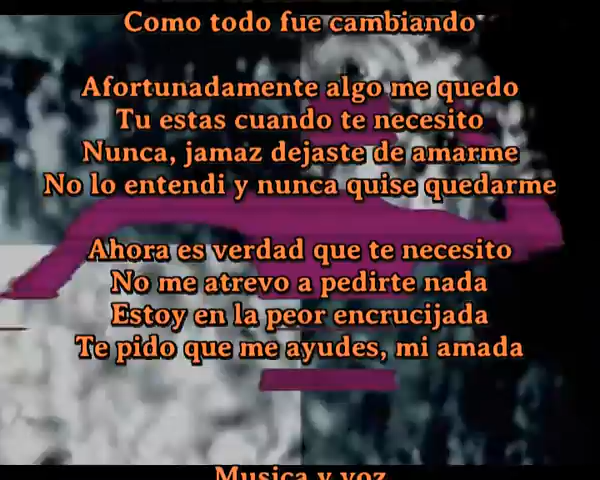 Como todo fue cambiando
Afortunadamente algo me quedo
Tu estas cuando te necesito
Nunca, jamaz dejaste de amarme
No lo entendi y nunca quise quedarme
Ahora es verdad que te necesito
No me atrevo a pedirte nada
Estoy en la peor encrucijada
Te pido que me ayudes, mi amada
Musica y voz